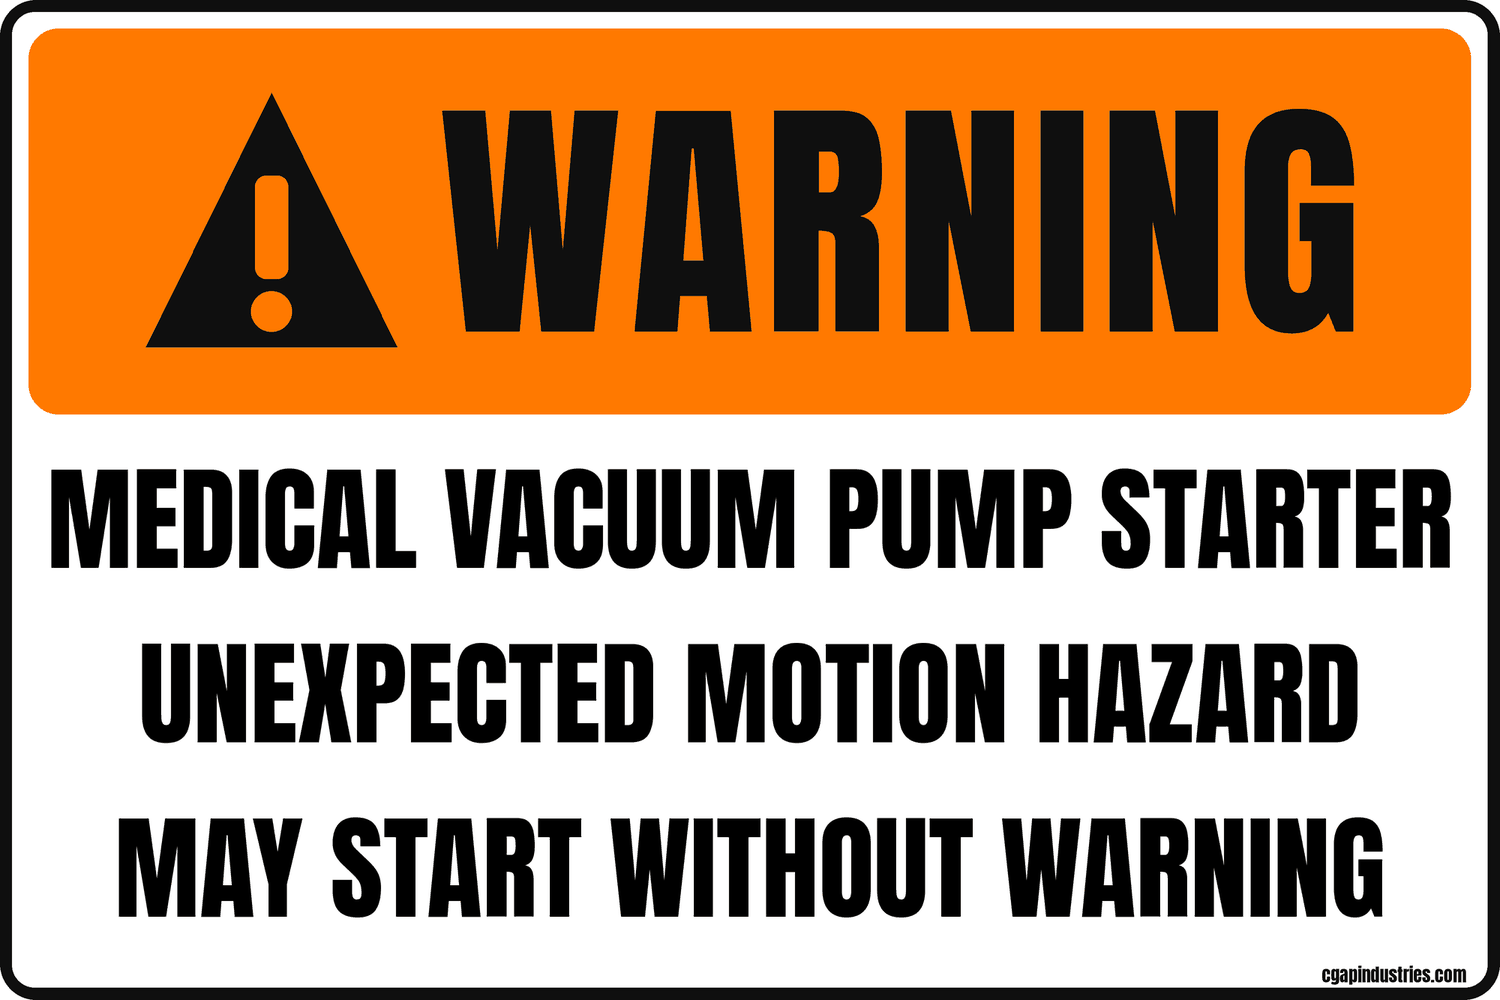 WARNING
MEDICAL VACUUM PUMP STARTER
UNEXPECTED MOTION HAZARD
MAY START WITHOUT WARNING
cgapindustries.com